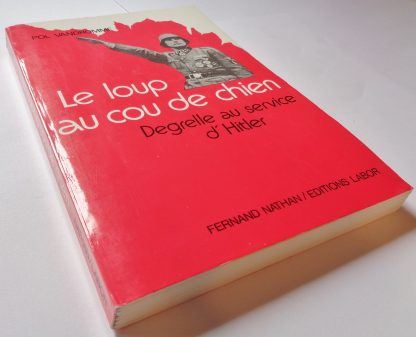 POL VANDROMME
Le loup
au cou de chien
Degrelle au service
d'Hitler
FERNAND NATHAN/EDITIONS LABOR